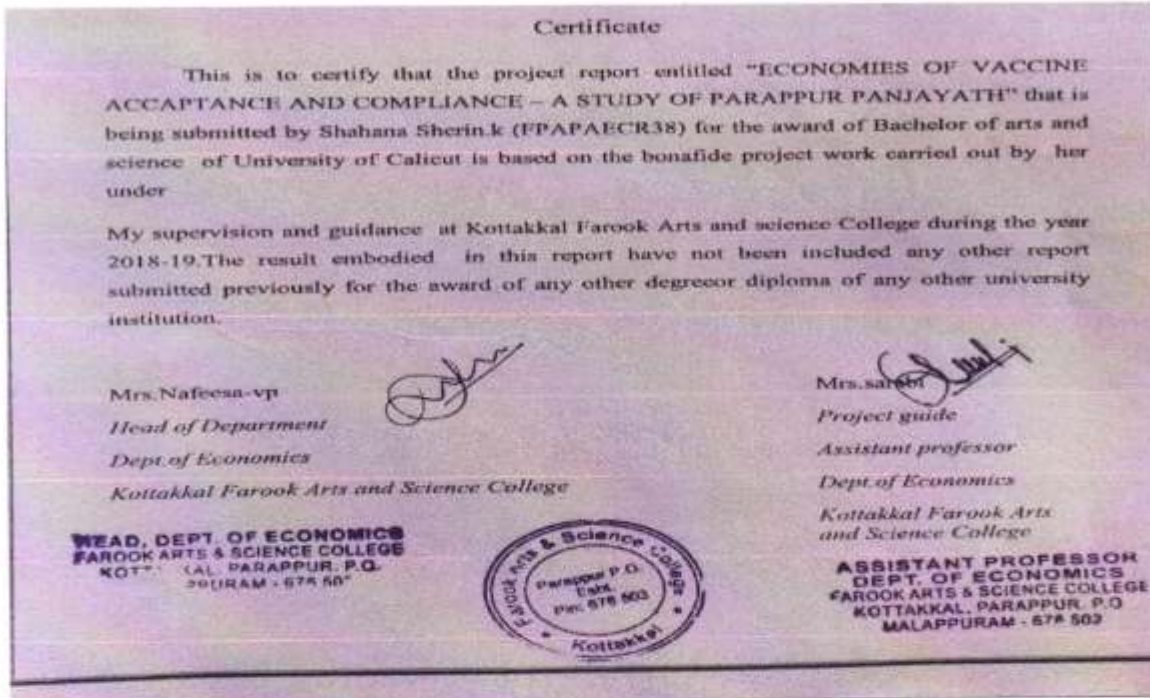 Certificate
This is to certify that the project report entitled "ECONOMIES OF VACCINE
ACCAPTANCE AND COMPLIANCE – A STUDY OF PARAPPUR PANJAYATH" that is
being submitted by Shahana Sherin.k (FPAPAECR38) for the award of Bachelor of arts and
science of University of Calicut is based on the bonafide project work carried out by her
under
My supervision and guidance at Kottakkal Farook Arts and science College during the year
2018-19.The result embodied in this report have not been included any other report
submitted previously for the award of any other degreeor diploma of any other university
institution.
Mrs.Nafeesa-vp
Head of Department
Dept.of Economics
Kottakkal Farook Arts and Science College
HEAD, DEPT. OF ECONOMICS
FAROOK ARTS & SCIENCE COLLEGE
PARAPPUR. P.O.
Farook Arts & Science College
Parappur P.O.
Pin: 676 503
Kottakkal
Mrs.sarabi
Project guide
Assistant professor
Dept.of Economics
Kottakkal Farook Arts
and Science College
ASSISTANT PROFESSOR
DEPT. OF ECONOMICS
FAROOK ARTS & SCIENCE COLLEGE
KOTTAKKAL, PARAPPUR. P.O
MALAPPURAM - 676 503